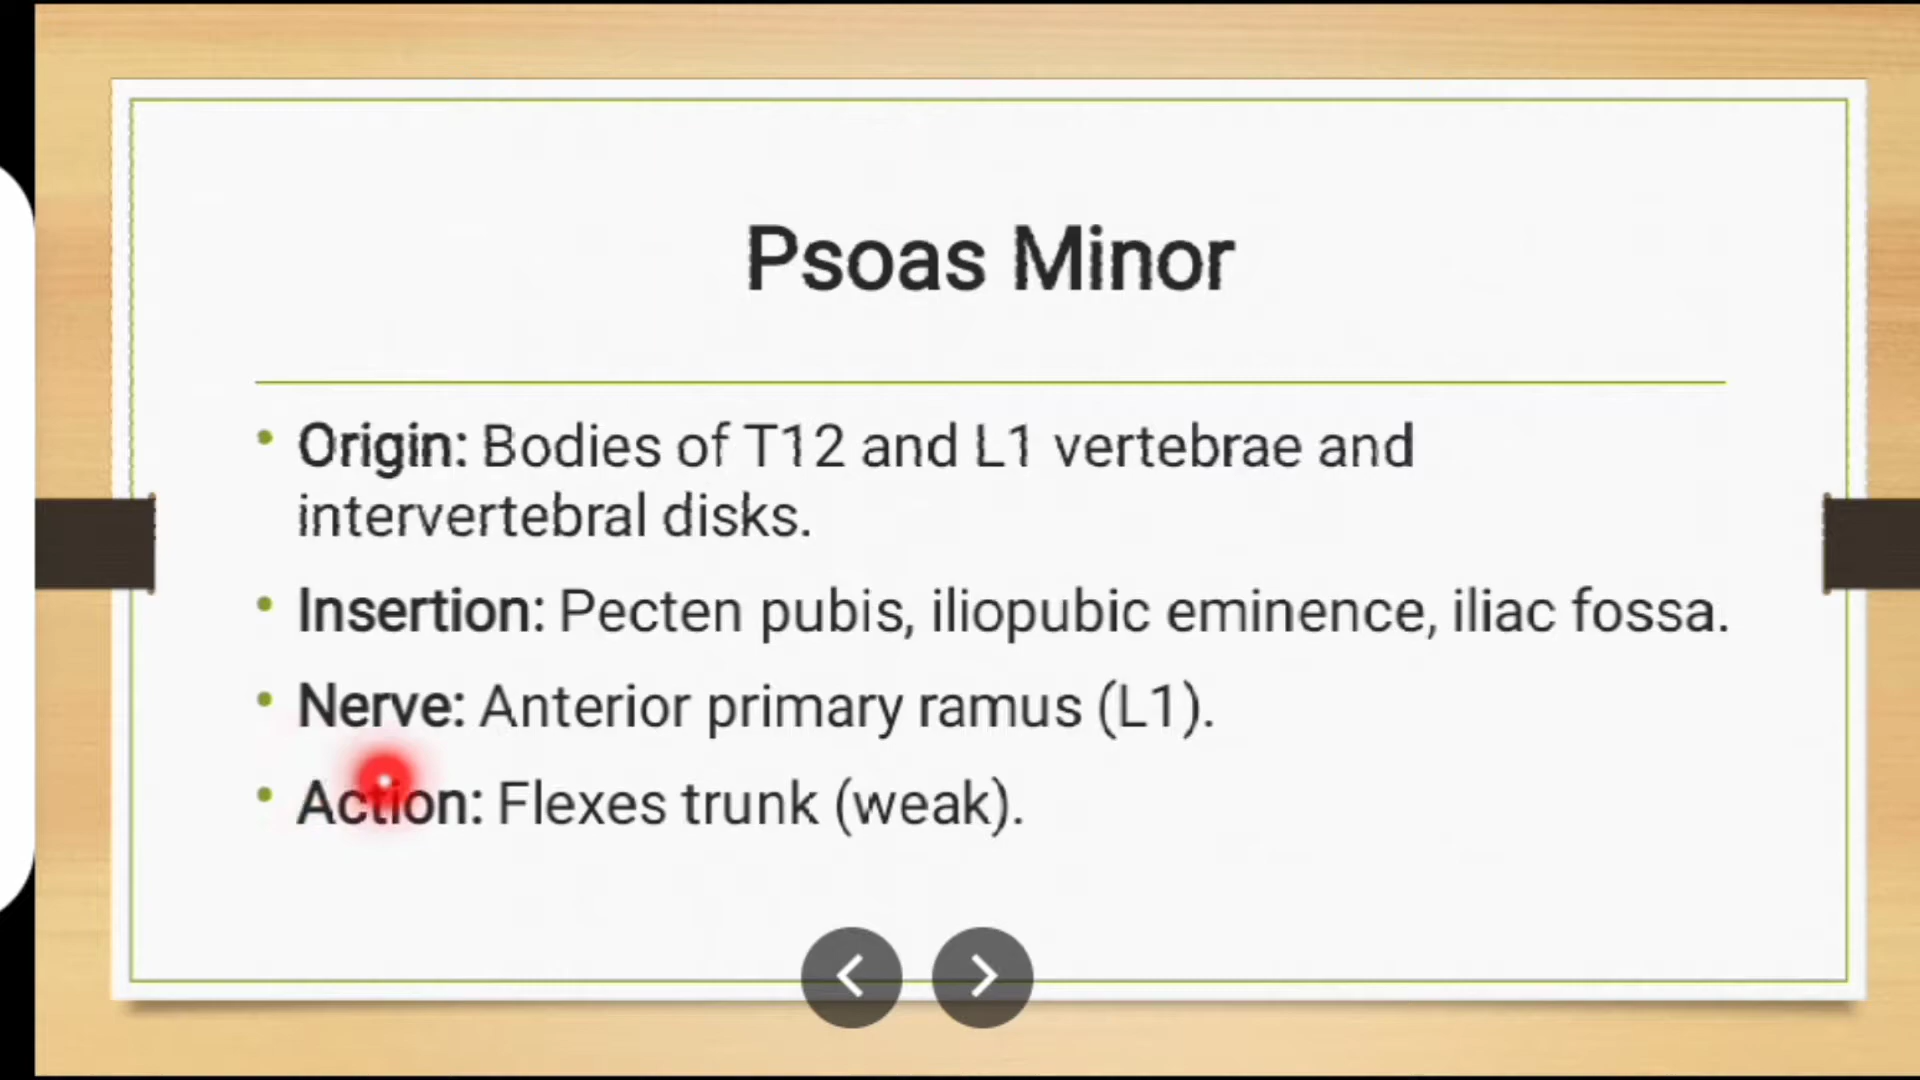 Psoas Minor
• Origin: Bodies of T12 and L1 vertebrae and
intervertebral disks.
• Insertion: Pecten pubis, iliopubic eminence, iliac fossa.
• Nerve: Anterior primary ramus (L1).
• Action: Flexes trunk (weak).